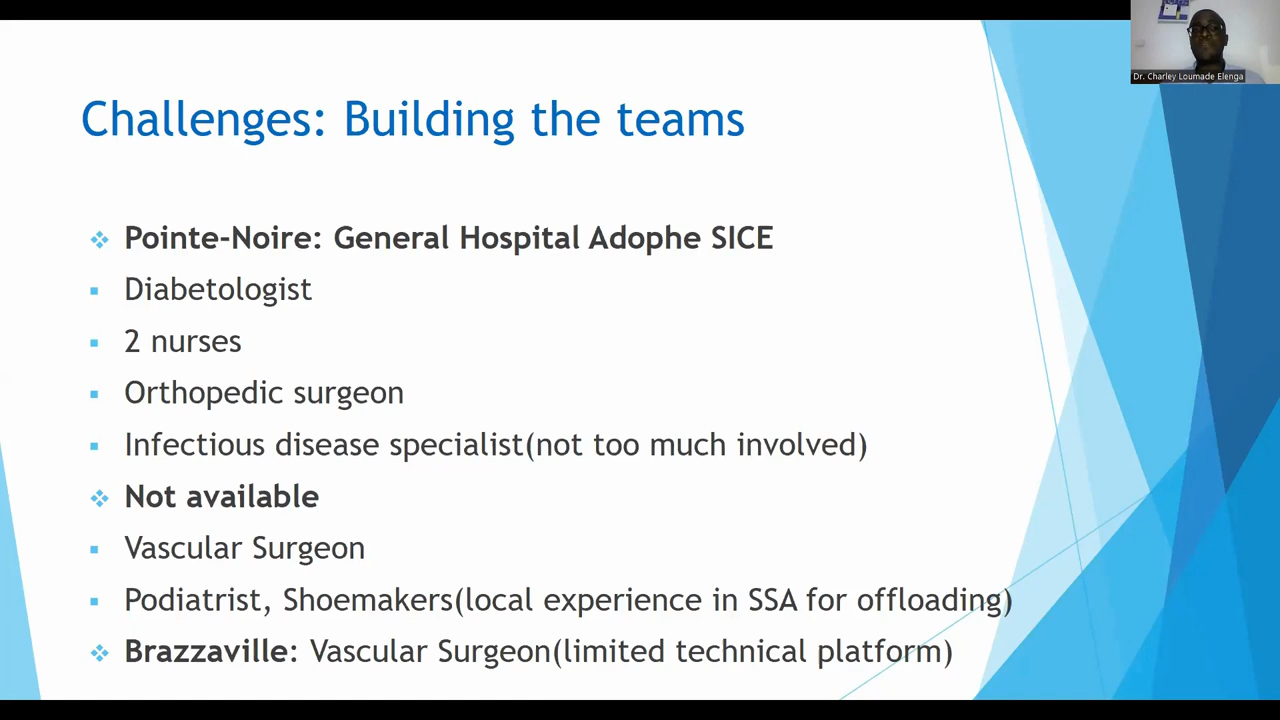 Dr. Charley Loumade Elenga
Challenges: Building the teams
Pointe-Noire: General Hospital Adophe SICE
Diabetologist
2 nurses
Orthopedic surgeon
Infectious disease specialist(not too much involved)
Not available
Vascular Surgeon
Podiatrist, Shoemakers(local experience in SSA for offloading)
Brazzaville: Vascular Surgeon(limited technical platform)